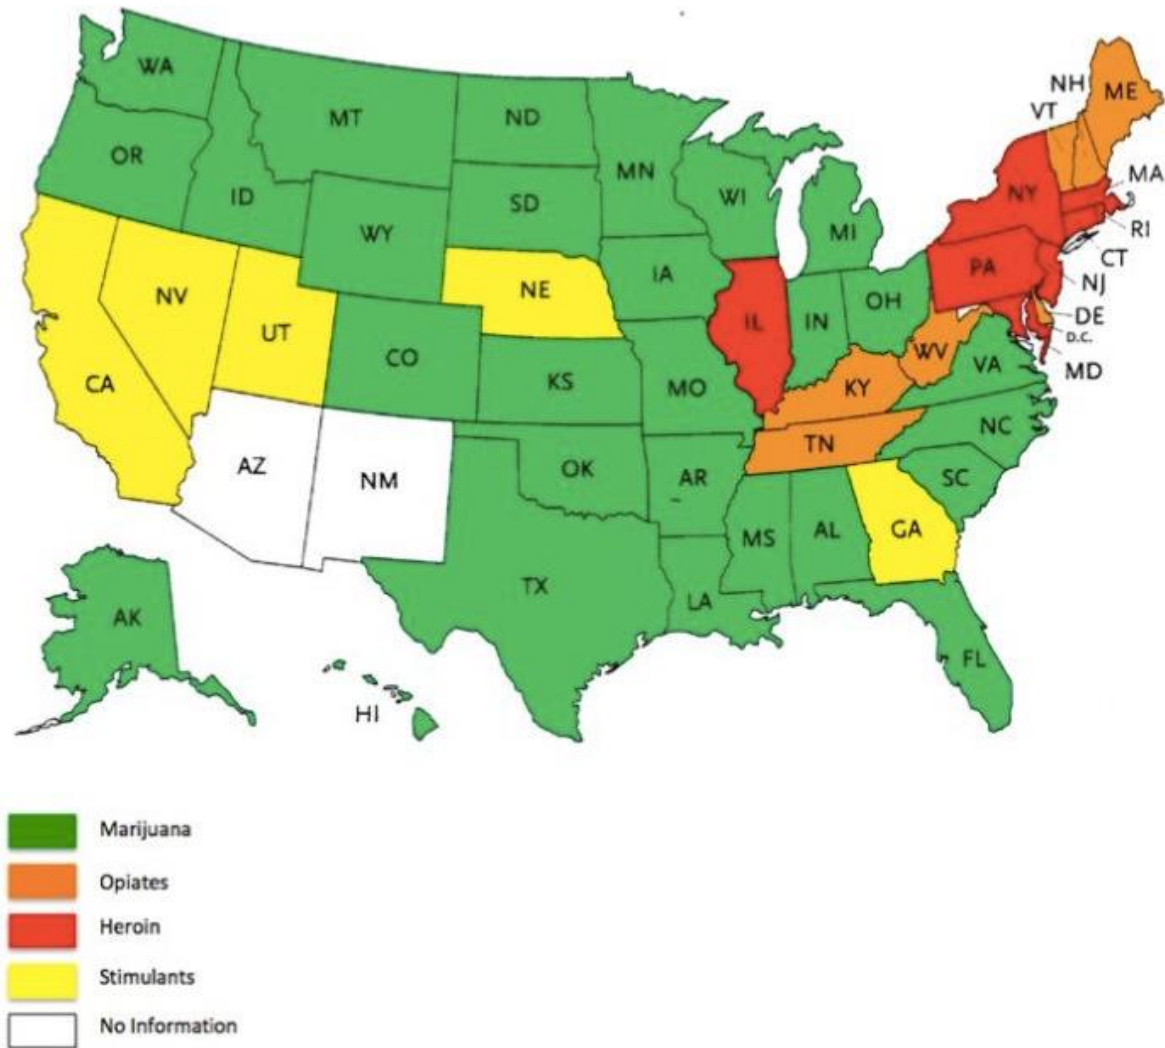 WA
MT
ND
MN
OR
ID
SD
WI
MI
NH
VT
ME
MA
NY
RI
CT
WY
IA
PA
NJ
NE
NV
UT
CO
IL
IN
OH
DE
D.C.
MD
WV
VA
CA
KS
MO
KY
NC
TN
AZ
NM
OK
AR
SC
MS
AL
GA
TX
LA
AK
FL
HI
Marijuana
Opiates
Heroin
Stimulants
No Information